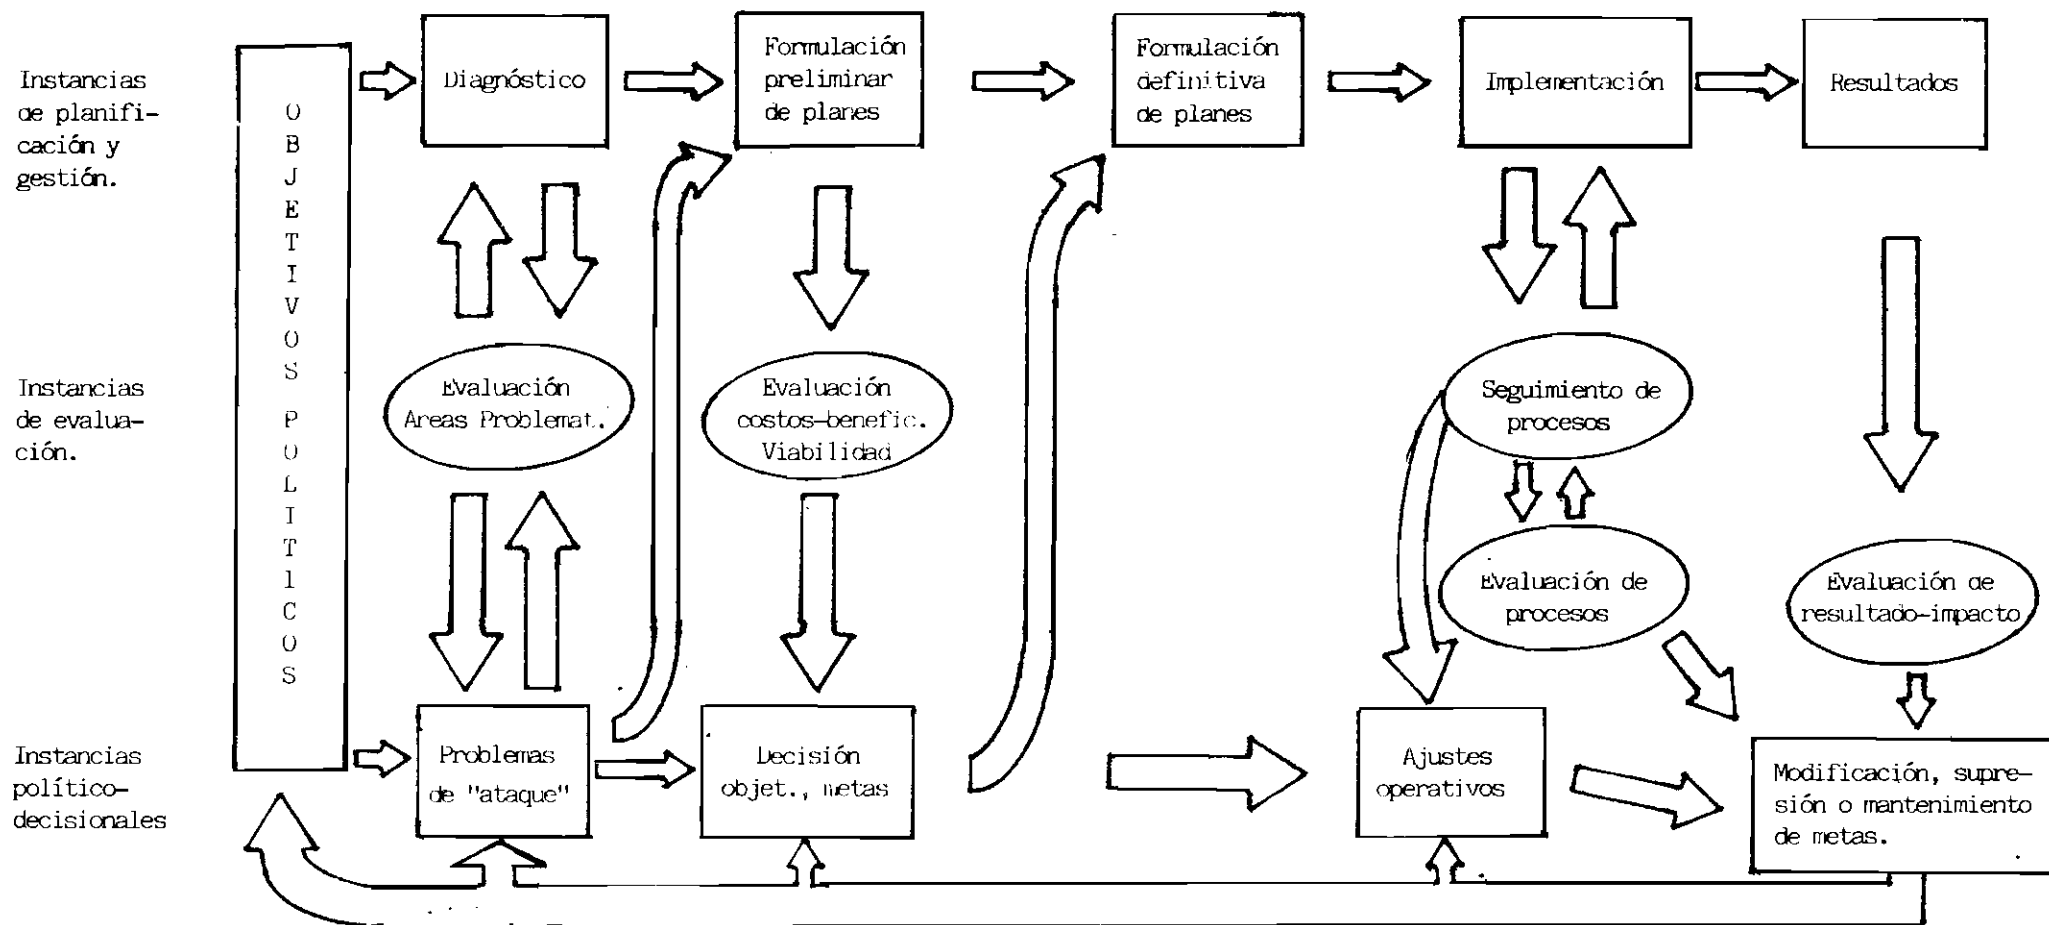 Instancias
de planifi-
cación y
gestión.
OBJETIVOS POLITICOS
Diagnóstico
Formulación
preliminar
de planes
Formulación
definitiva
de planes
Implementación
Resultados
Instancias
de evalua-
ción.
Evaluación
Areas Problemat.
Evaluación
costos-benefic.
Viabilidad
Seguimiento de
procesos
Evaluación de
procesos
Evaluación de
resultado-impacto
Instancias
político-
decisionales
Problemas
de "ataque"
Decisión
objet., metas
Ajustes
operativos
Modificación, supre-
sión o mantenimiento
de metas.